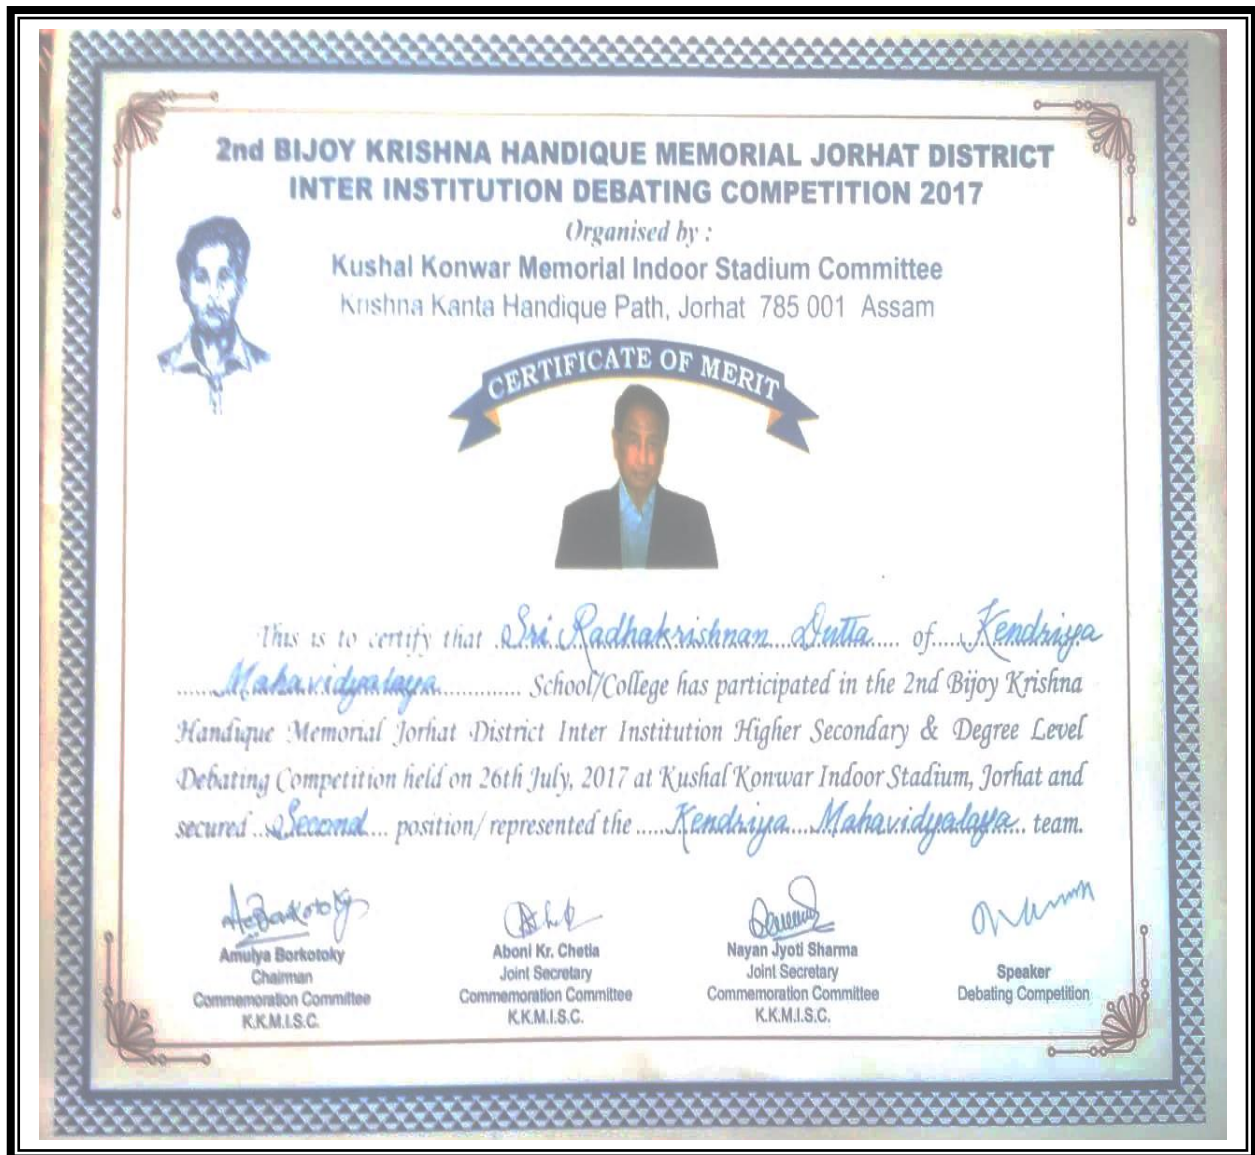 2nd BIJOY KRISHNA HANDIQUE MEMORIAL JORHAT DISTRICT
INTER INSTITUTION DEBATING COMPETITION 2017
Organised by :
Kushal Konwar Memorial Indoor Stadium Committee
Krishna Kanta Handique Path, Jorhat 785 001 Assam
CERTIFICATE OF MERIT
This is to certify that Sri Radhakrishnan Dutta of Kendriya
Mahavidyalaya School/College has participated in the 2nd Bijoy Krishna
Handique Memorial Jorhat District Inter Institution Higher Secondary & Degree Level
Debating Competition held on 26th July, 2017 at Kushal Konwar Indoor Stadium, Jorhat and
secured Second position/ represented the Kendriya Mahavidyalaya team.
Amulya Borkotoky
Chairman
Commemoration Committee
K.K.M.I.S.C.
Aboni Kr. Chetia
Joint Secretary
Commemoration Committee
K.K.M.I.S.C.
Nayan Jyoti Sharma
Joint Secretary
Commemoration Committee
K.K.M.I.S.C.
Speaker
Debating Competition